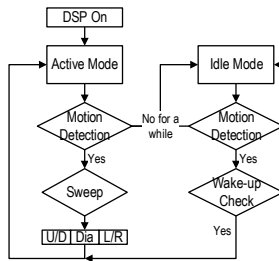 DSP On
Active Mode
Idle Mode
Motion
Detection
No for a
while
Motion
Detection
Yes
Yes
Sweep
Wake-up
Check
U/D Dia L/R
Yes